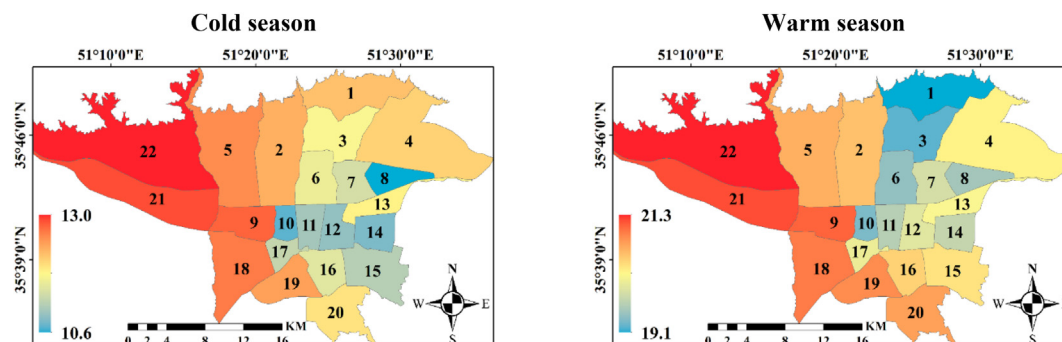 Cold season
51°10'0"E 51°20'0"E 51°30'0"E
35°46'0"N
35°39'0"N
1
2
3
4
5
6
7
8
9
10
11
12
13
14
15
16
17
18
19
20
21
22
13.0
10.6
N
W E
S
KM
0 2 4 8 12 16
Warm season
51°10'0"E 51°20'0"E 51°30'0"E
35°46'0"N
35°39'0"N
1
2
3
4
5
6
7
8
9
10
11
12
13
14
15
16
17
18
19
20
21
22
21.3
19.1
N
W E
S
KM
0 2 4 8 12 16